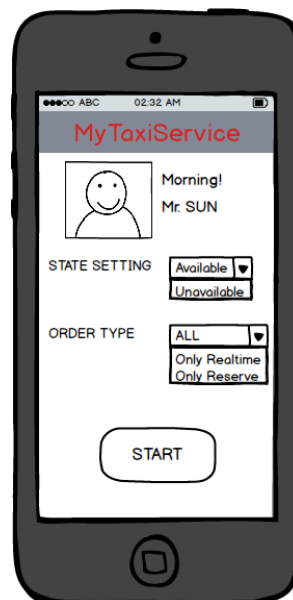 ABC 02:32 AM
MyTaxiService
Morning!
Mr. SUN
STATE SETTING Available
Unavailable
ORDER TYPE ALL
Only Realtime
Only Reserve
START